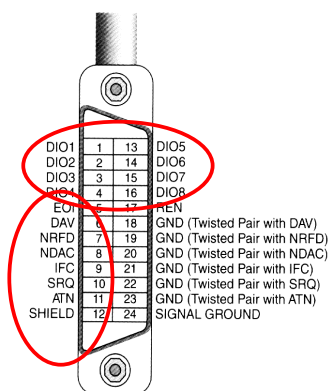 DIO1 1 13 DIO5
DIO2 2 14 DIO6
DIO3 3 15 DIO7
DIO4 4 16 DIO8
EOI 5 17 REN
DAV 6 18 GND (Twisted Pair with DAV)
NRFD 7 19 GND (Twisted Pair with NRFD)
NDAC 8 20 GND (Twisted Pair with NDAC)
IFC 9 21 GND (Twisted Pair with IFC)
SRQ 10 22 GND (Twisted Pair with SRQ)
ATN 11 23 GND (Twisted Pair with ATN)
SHIELD 12 24 SIGNAL GROUND